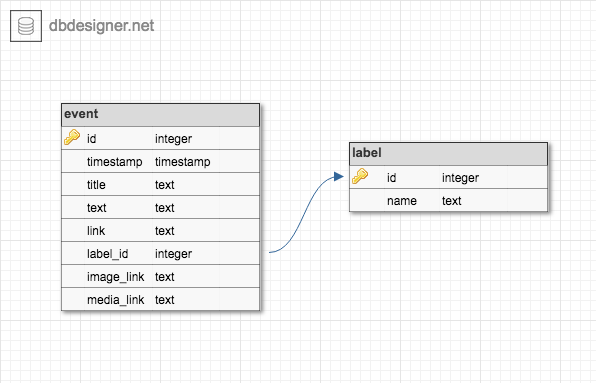 dbdesigner.net
event
id integer
timestamp timestamp
title text
text text
link text
label_id integer
image_link text
media_link text
label
id integer
name text